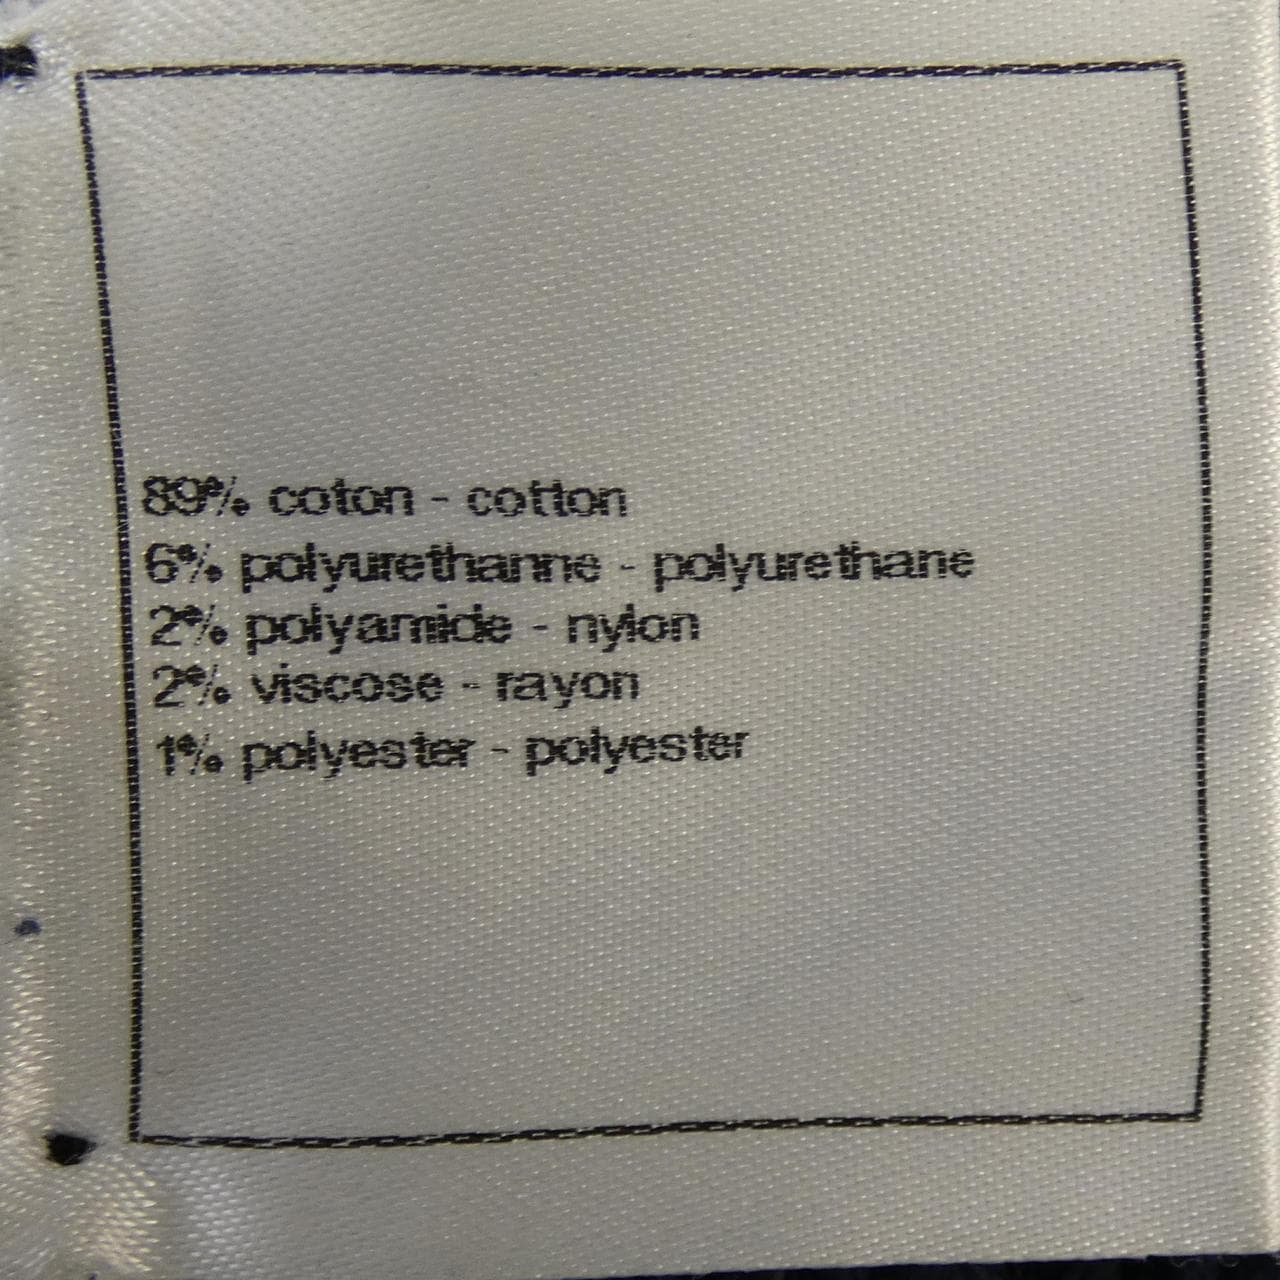 89% coton - cotton
6% polyurethanne - polyurethane
2% polyamide - nylon
2% viscose - rayon
1% polyester - polyester